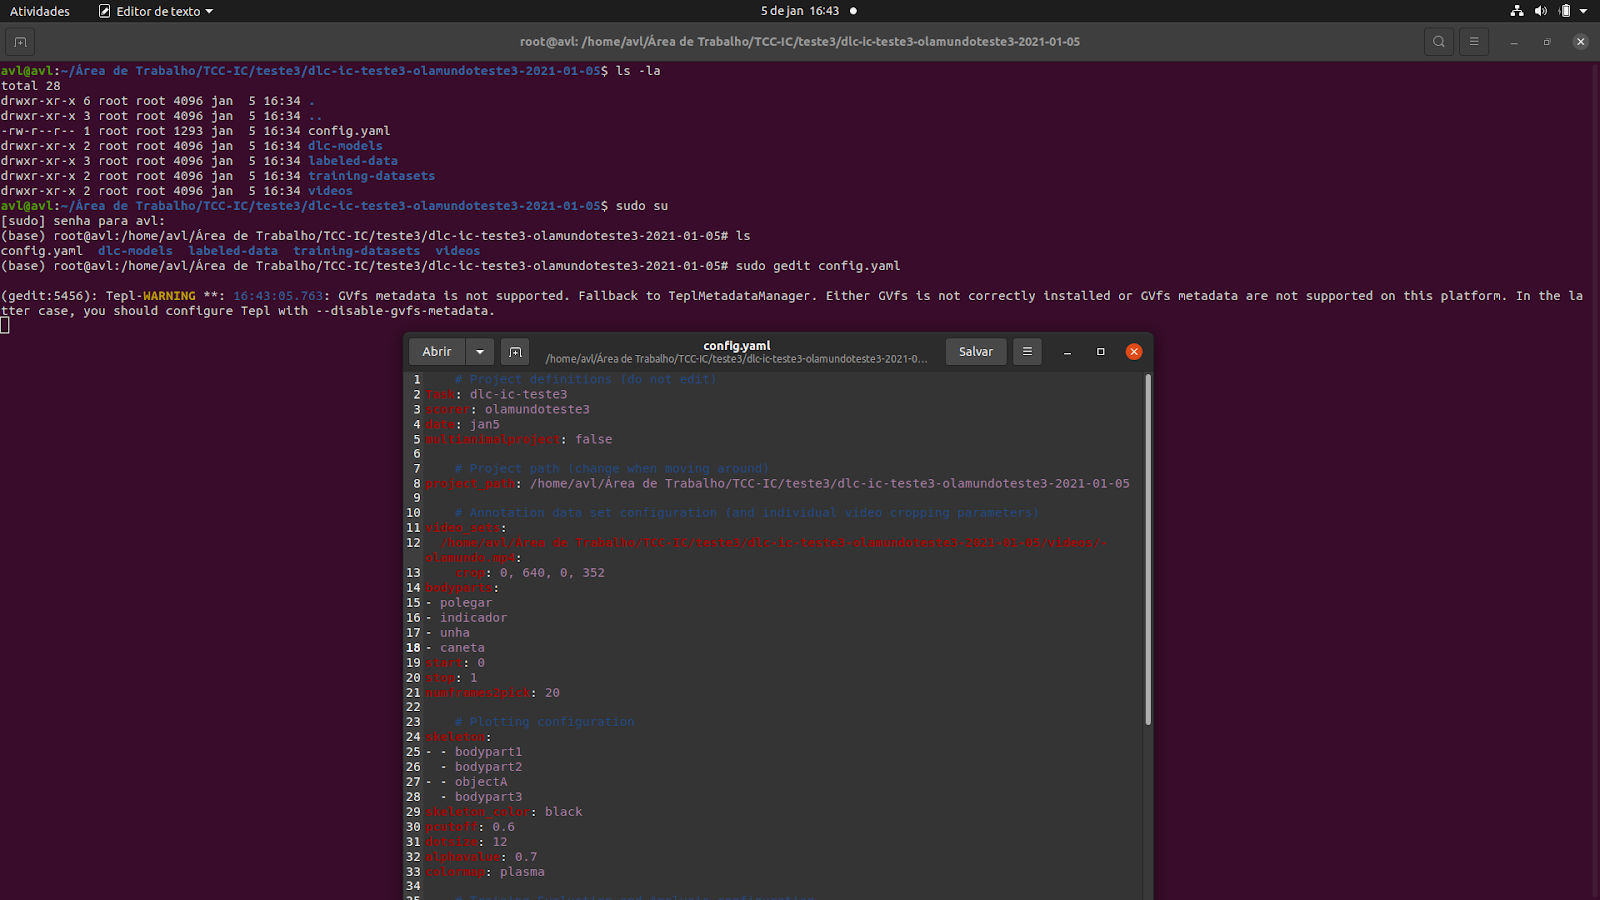 Atividades
Editor de texto
5 de jan 16:43
root@avl: /home/avl/Área de Trabalho/TCC-IC/teste3/dlc-ic-teste3-olamundoteste3-2021-01-05
avl@avl:~/Área de Trabalho/TCC-IC/teste3/dlc-ic-teste3-olamundoteste3-2021-01-05$ ls -la
total 28
drwxr-xr-x 6 root root 4096 jan  5 16:34 .
drwxr-xr-x 3 root root 4096 jan  5 16:34 ..
-rw-r--r-- 1 root root 1293 jan  5 16:34 config.yaml
drwxr-xr-x 2 root root 4096 jan  5 16:34 dlc-models
drwxr-xr-x 3 root root 4096 jan  5 16:34 labeled-data
drwxr-xr-x 2 root root 4096 jan  5 16:34 training-datasets
drwxr-xr-x 2 root root 4096 jan  5 16:34 videos
avl@avl:~/Área de Trabalho/TCC-IC/teste3/dlc-ic-teste3-olamundoteste3-2021-01-05$ sudo su
[sudo] senha para avl:
(base) root@avl:/home/avl/Área de Trabalho/TCC-IC/teste3/dlc-ic-teste3-olamundoteste3-2021-01-05# ls
config.yaml  dlc-models  labeled-data  training-datasets  videos
(base) root@avl:/home/avl/Área de Trabalho/TCC-IC/teste3/dlc-ic-teste3-olamundoteste3-2021-01-05# sudo gedit config.yaml
(gedit:5456): Tepl-WARNING **: 16:43:05.763: GVfs metadata is not supported. Fallback to TeplMetadataManager. Either GVfs is not correctly installed or GVfs metadata are not supported on this platform. In the la
tter case, you should configure Tepl with --disable-gvfs-metadata.
Abrir
config.yaml
/home/avl/Área de Trabalho/TCC-IC/teste3/dlc-ic-teste3-olamundoteste3-2021-0...
Salvar
1     # Project definitions (do not edit)
2 Task: dlc-ic-teste3
3 scorer: olamundoteste3
4 date: jan5
5 multianimalproject: false
6
7     # Project path (change when moving around)
8 project_path: /home/avl/Área de Trabalho/TCC-IC/teste3/dlc-ic-teste3-olamundoteste3-2021-01-05
9
10     # Annotation data set configuration (and individual video cropping parameters)
11 video_sets:
12   /home/avl/Área de Trabalho/TCC-IC/teste3/dlc-ic-teste3-olamundoteste3-2021-01-05/videos/-
olamundo.mp4:
13     crop: 0, 640, 0, 352
14 bodyparts:
15 - polegar
16 - indicador
17 - unha
18 - caneta
19 start: 0
20 stop: 1
21 numframes2pick: 20
22
23     # Plotting configuration
24 skeleton:
25 - - bodypart1
26   - bodypart2
27 - - objectA
28   - bodypart3
29 skeleton_color: black
30 pcutoff: 0.6
31 dotsize: 12
32 alphavalue: 0.7
33 colormap: plasma
34